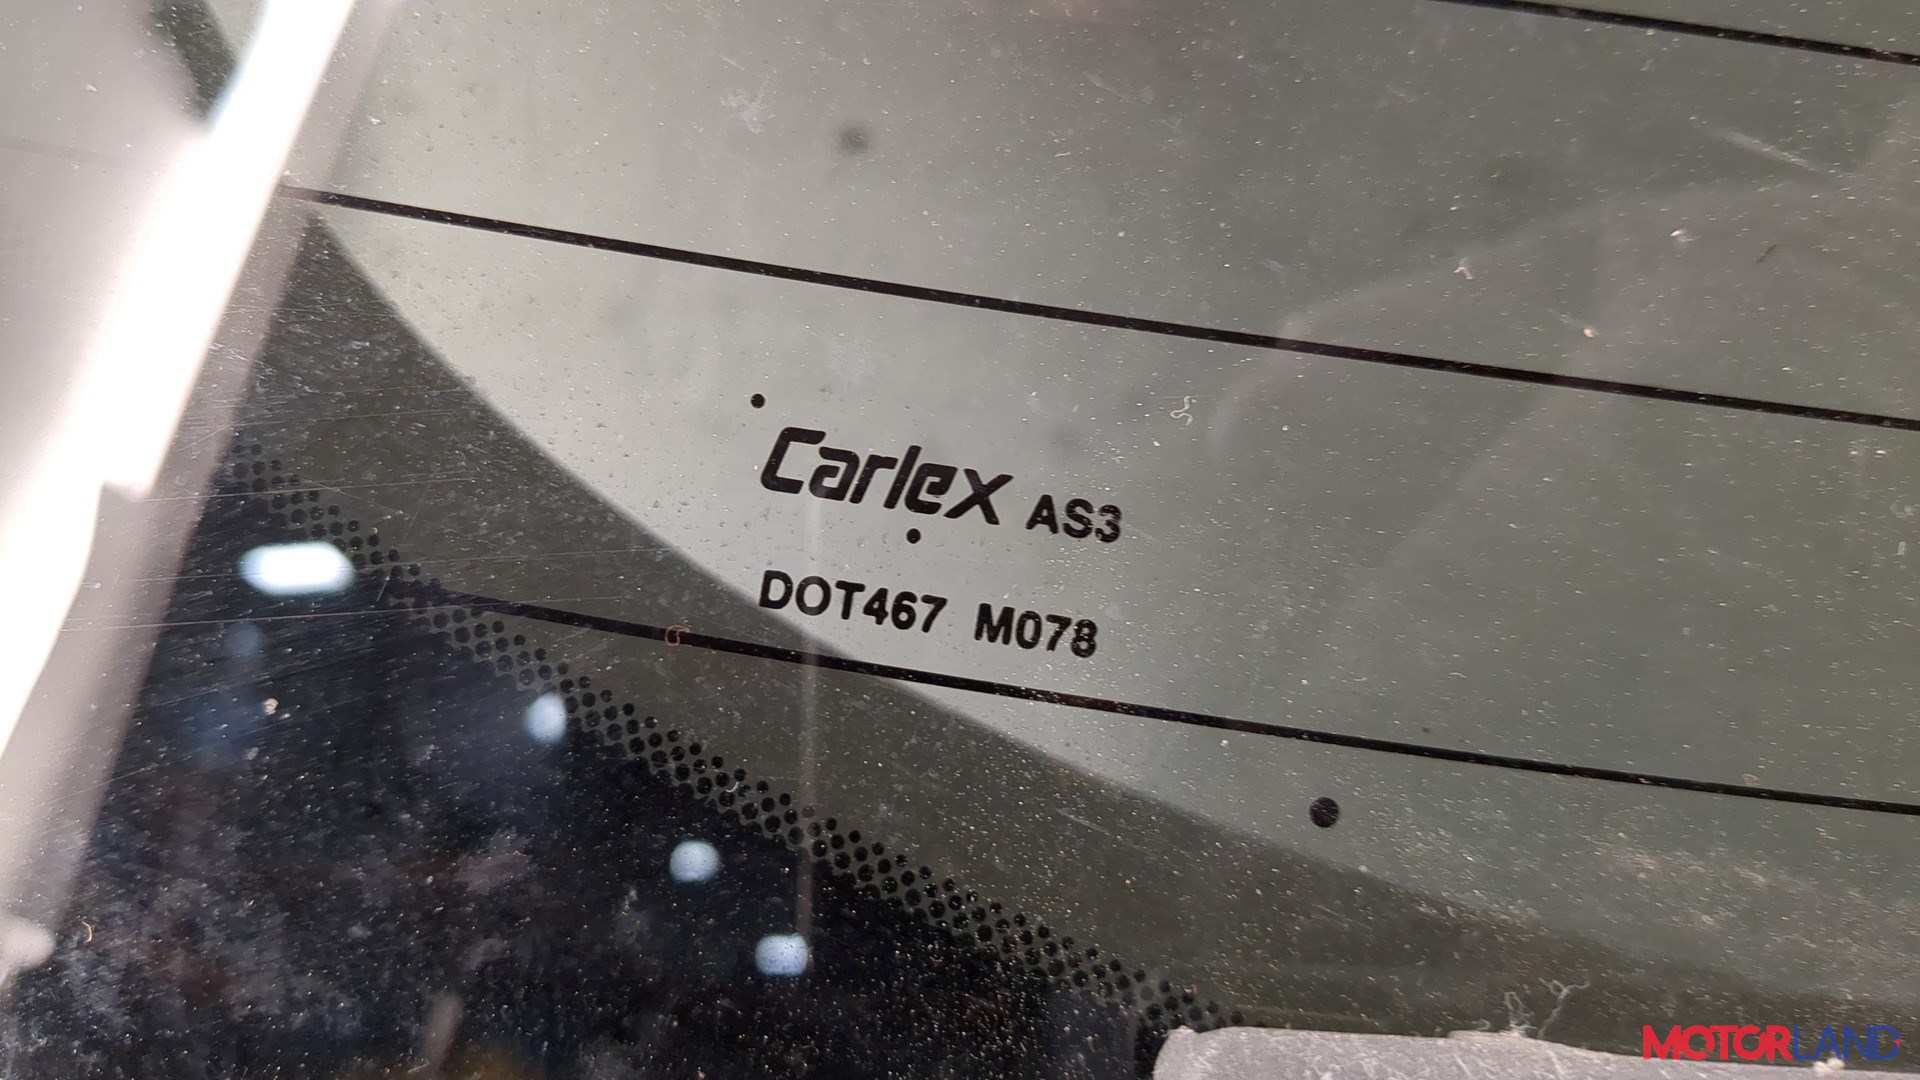 Carlex AS3
DOT467 M078
MOTORLAND